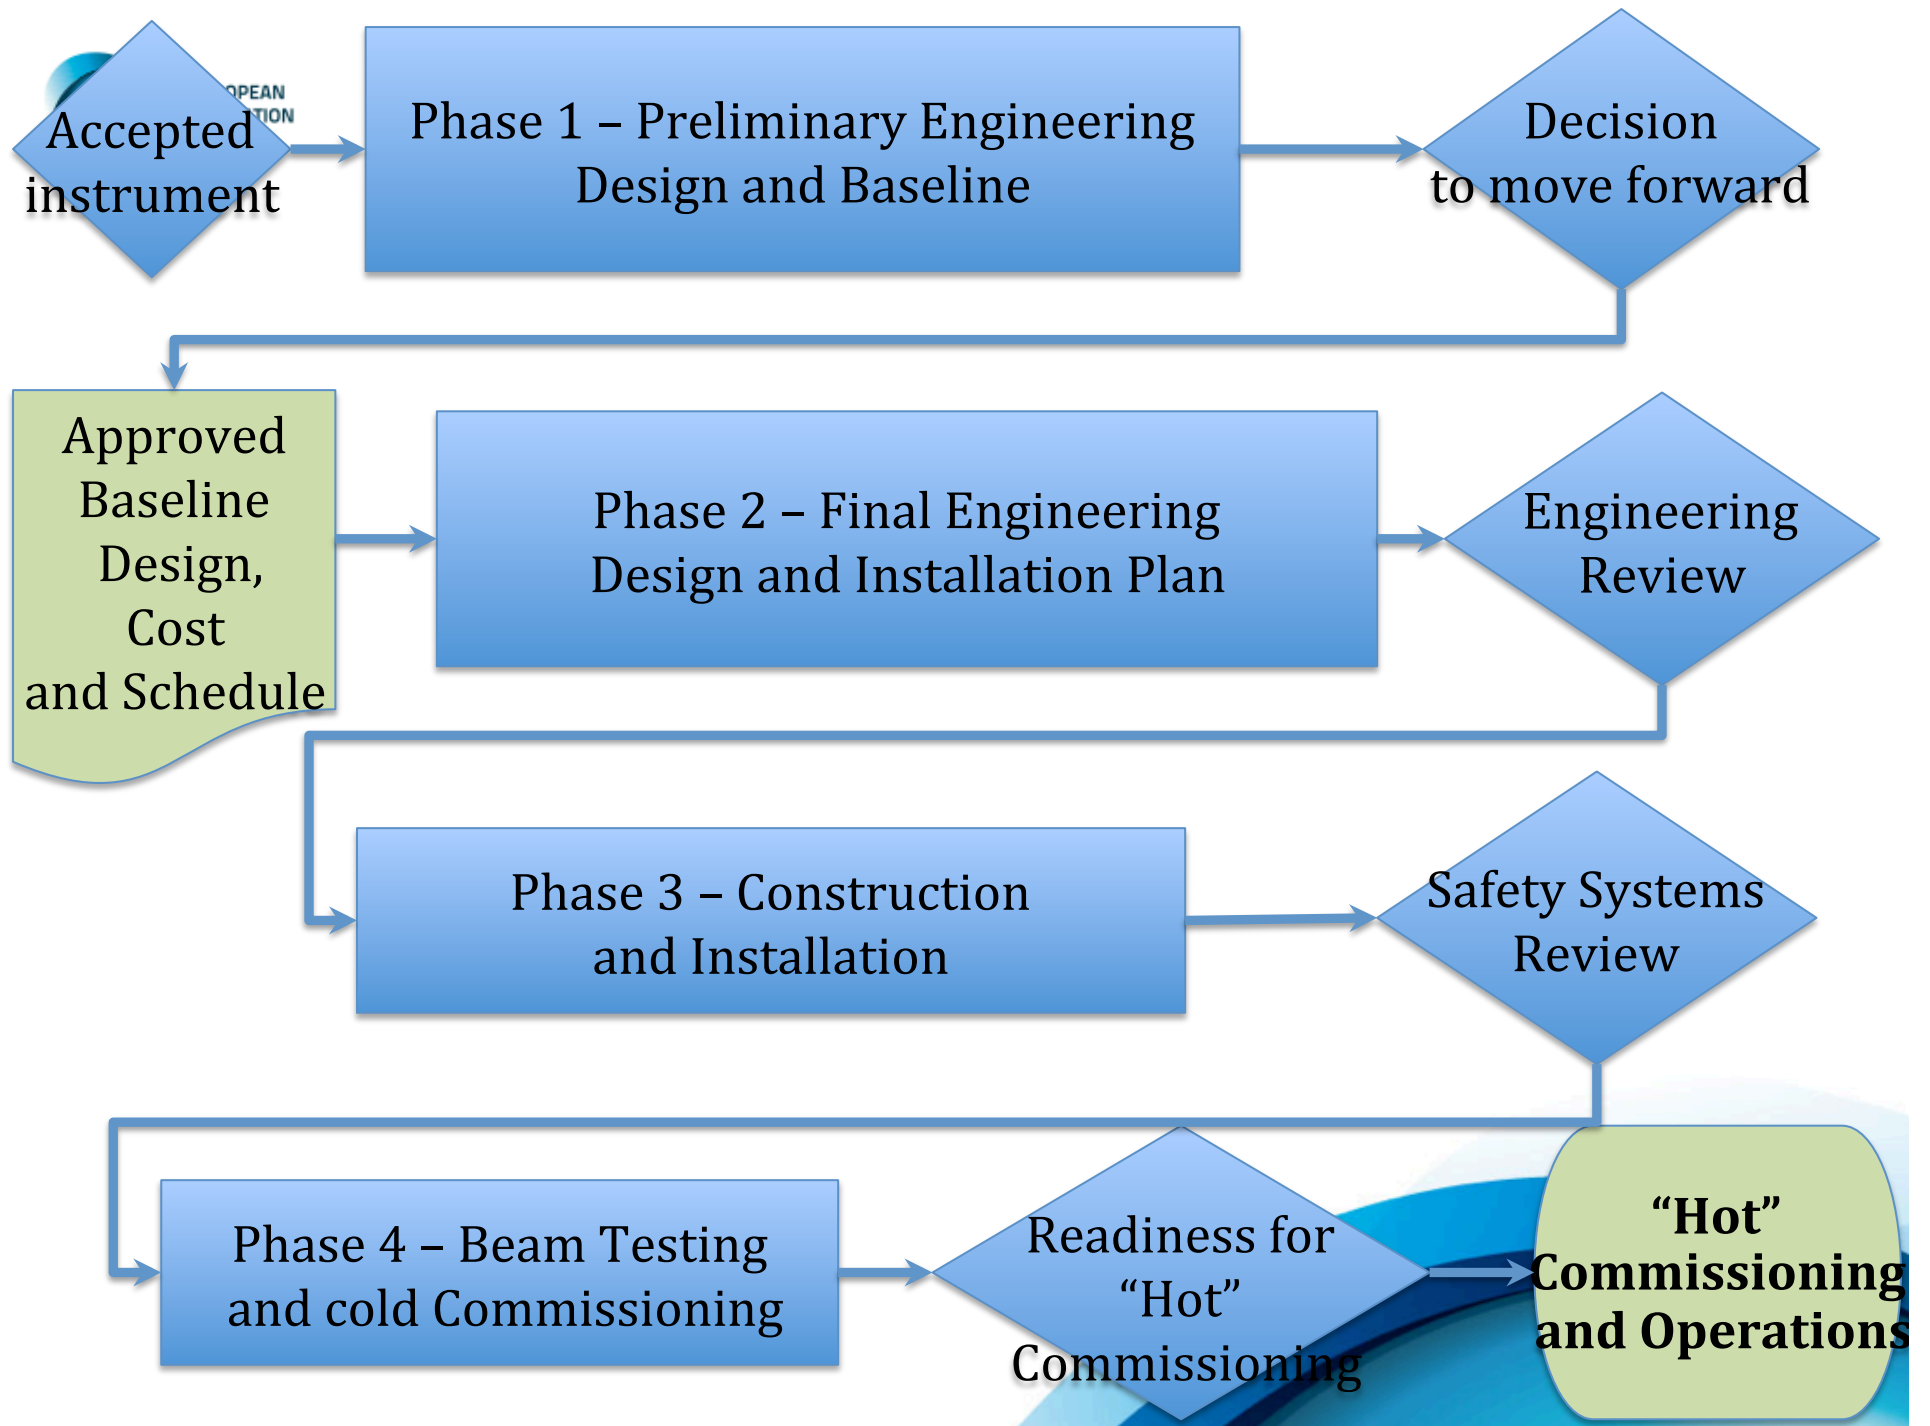 Accepted
instrument
Phase 1 – Preliminary Engineering
Design and Baseline
Decision
to move forward
Approved
Baseline
Design,
Cost
and Schedule
Phase 2 – Final Engineering
Design and Installation Plan
Engineering
Review
Phase 3 – Construction
and Installation
Safety Systems
Review
Phase 4 – Beam Testing
and cold Commissioning
Readiness for
“Hot”
Commissioning
“Hot”
Commissioning
and Operations